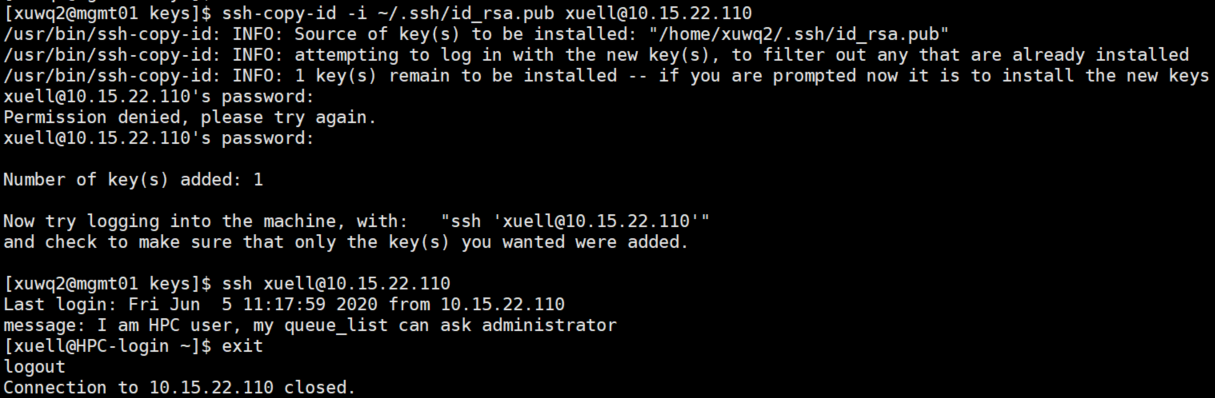 [xuwq2@mgmt01 keys]$ ssh-copy-id -i ~/.ssh/id_rsa.pub xuell@10.15.22.110
/usr/bin/ssh-copy-id: INFO: Source of key(s) to be installed: "/home/xuwq2/.ssh/id_rsa.pub"
/usr/bin/ssh-copy-id: INFO: attempting to log in with the new key(s), to filter out any that are already installed
/usr/bin/ssh-copy-id: INFO: 1 key(s) remain to be installed -- if you are prompted now it is to install the new keys
xuell@10.15.22.110's password:
Permission denied, please try again.
xuell@10.15.22.110's password:
Number of key(s) added: 1
Now try logging into the machine, with:   "ssh 'xuell@10.15.22.110'"
and check to make sure that only the key(s) you wanted were added.
[xuwq2@mgmt01 keys]$ ssh xuell@10.15.22.110
Last login: Fri Jun  5 11:17:59 2020 from 10.15.22.110
message: I am HPC user, my queue_list can ask administrator
[xuell@HPC-login ~]$ exit
logout
Connection to 10.15.22.110 closed.